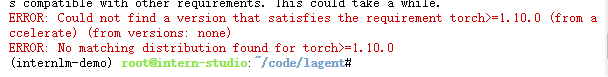 s compatible with other requirements. This could take a while.
ERROR: Could not find a version that satisfies the requirement torch>=1.10.0 (from a
ccelerate) (from versions: none)
ERROR: No matching distribution found for torch>=1.10.0
(internlm-demo) root@intern-studio:~/code/lagent#